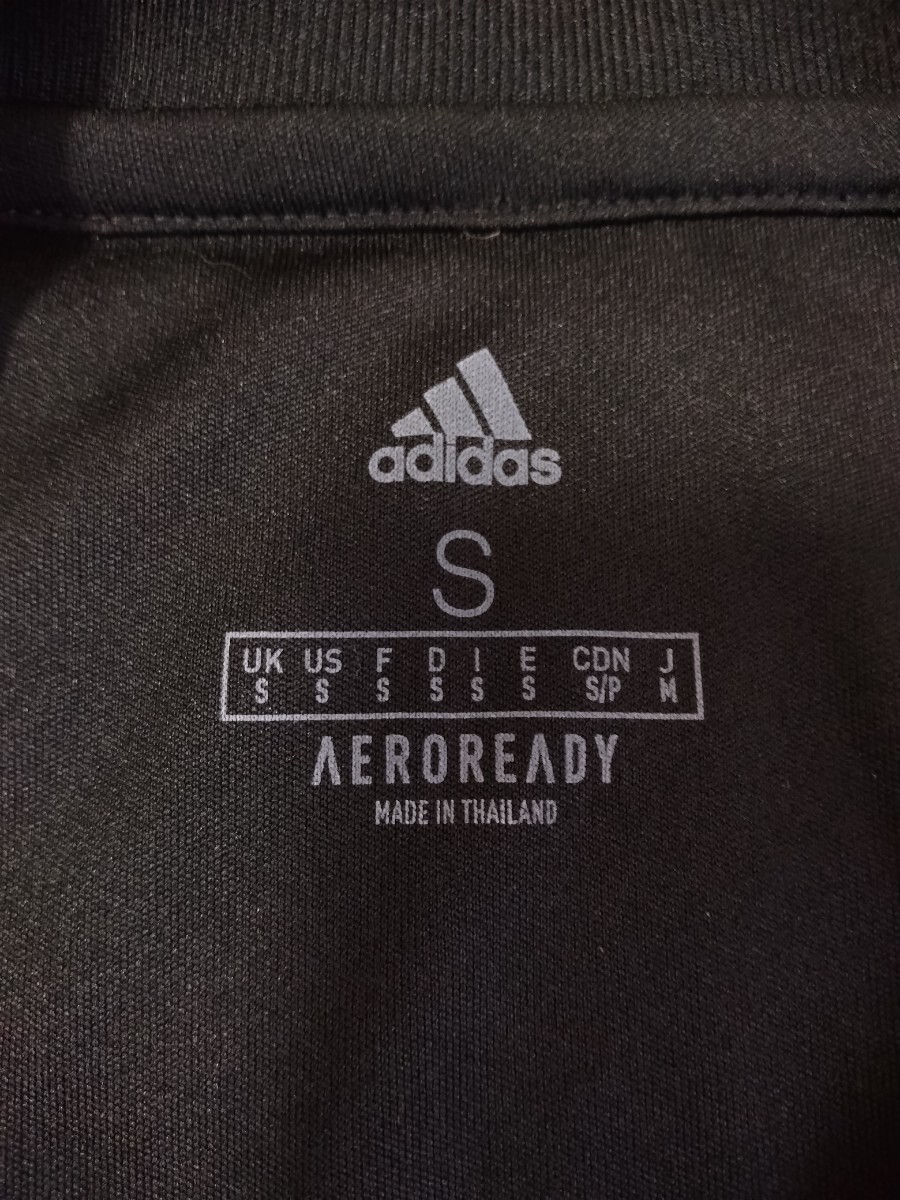 adidas
S
UK US F D I E CDN J
S S S S S S S/P M
AEROREADY
MADE IN THAILAND